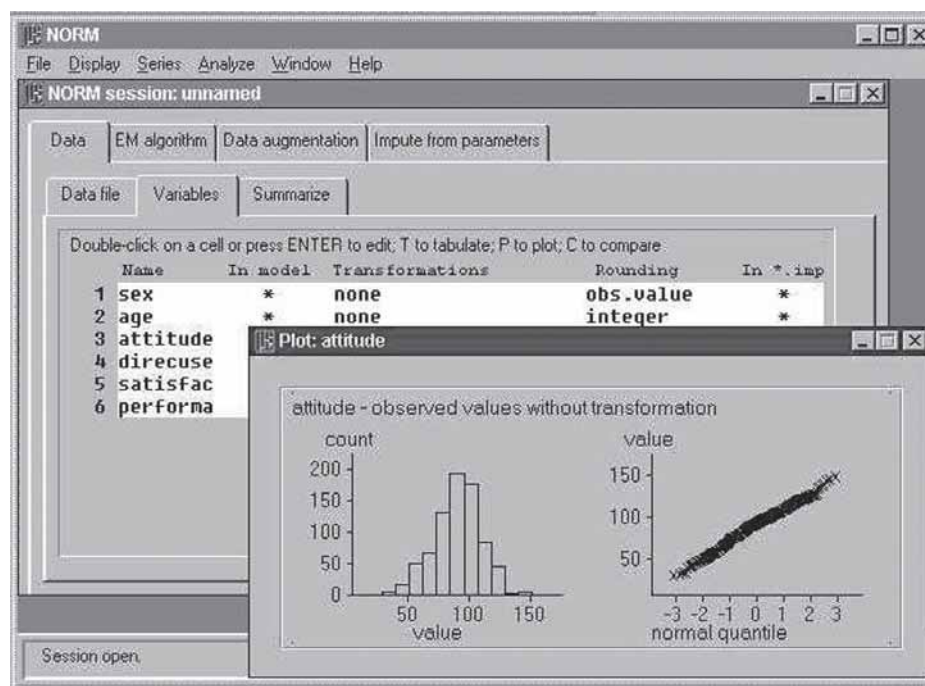 NORM
File Display Series Analyze Window Help
NORM session: unnamed
Data EM algorithm Data augmentation Impute from parameters
Data file Variables Summarize
Double-click on a cell or press ENTER to edit; T to tabulate; P to plot; C to compare
Name In model Transformations Rounding In *.imp
1 sex * none obs.value *
2 age * none integer *
3 attitude
4 direcuse
5 satisfac
6 performa
Plot: attitude
attitude - observed values without transformation
count
200
150
100
50
0
50 100 150
value
value
150
100
50
-3 -2 -1 0 1 2 3
normal quantile
Session open.